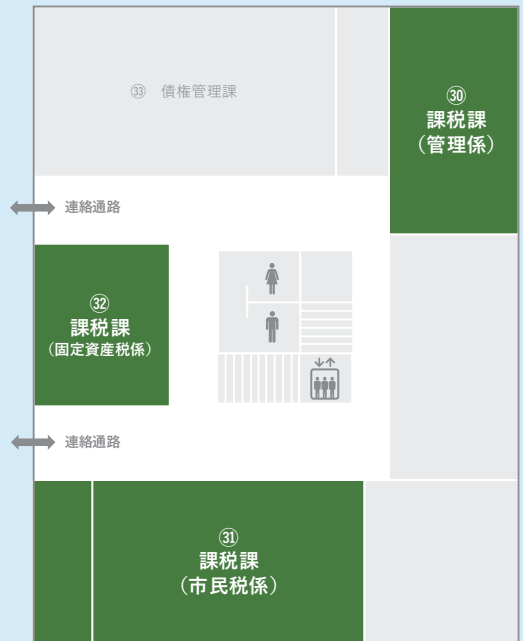 ㉝ 債権管理課
㉚
課税課
（管理係）
連絡通路
㉜
課税課
（固定資産税係）
連絡通路
㉛
課税課
（市民税係）